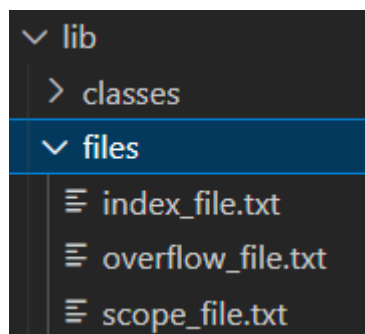 lib
classes
files
index_file.txt
overflow_file.txt
scope_file.txt